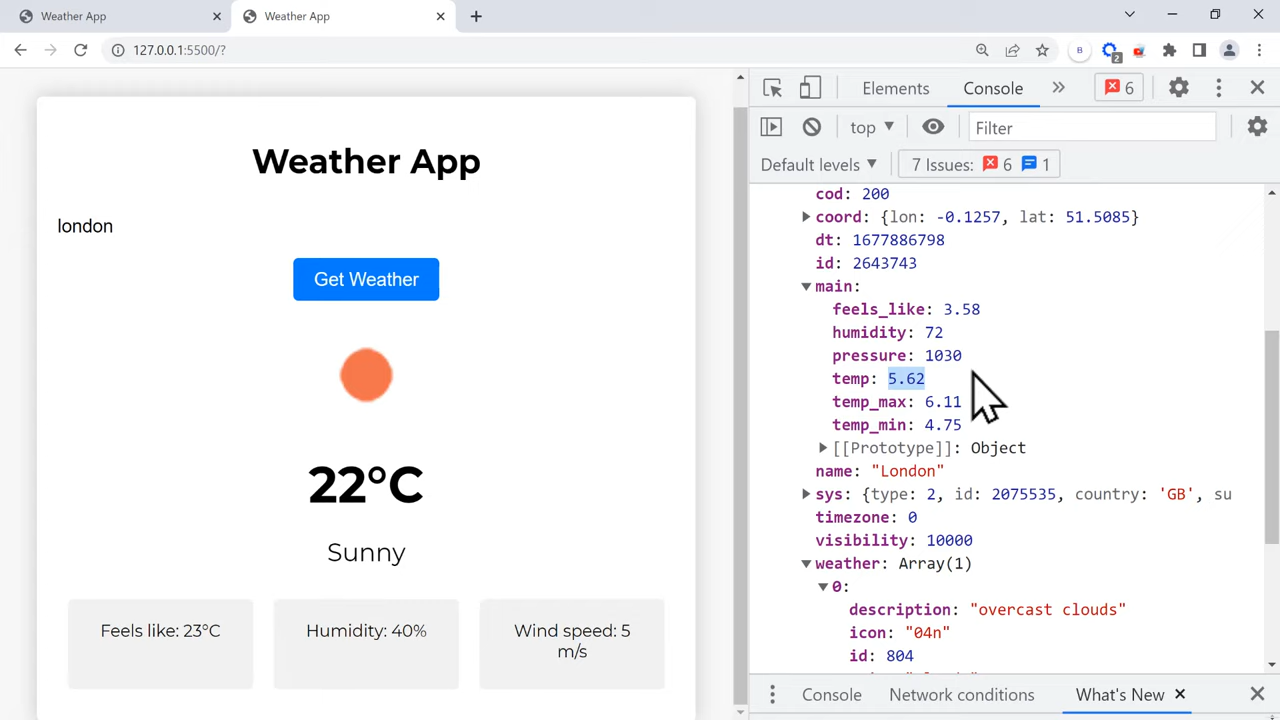 Weather App
Weather App
127.0.0.1:5500/?
B
2
Weather App
london
Get Weather
22°C
Sunny
Feels like: 23°C
Humidity: 40%
Wind speed: 5
m/s
Elements
Console
6
top
Filter
Default levels
7 Issues:
6
1
cod: 200
coord: {lon: -0.1257, lat: 51.5085}
dt: 1677886798
id: 2643743
main:
feels_like: 3.58
humidity: 72
pressure: 1030
temp: 5.62
temp_max: 6.11
temp_min: 4.75
[[Prototype]]: Object
name: "London"
sys: {type: 2, id: 2075535, country: 'GB', su
timezone: 0
visibility: 10000
weather: Array(1)
0:
description: "overcast clouds"
icon: "04n"
id: 804
Console
Network conditions
What's New